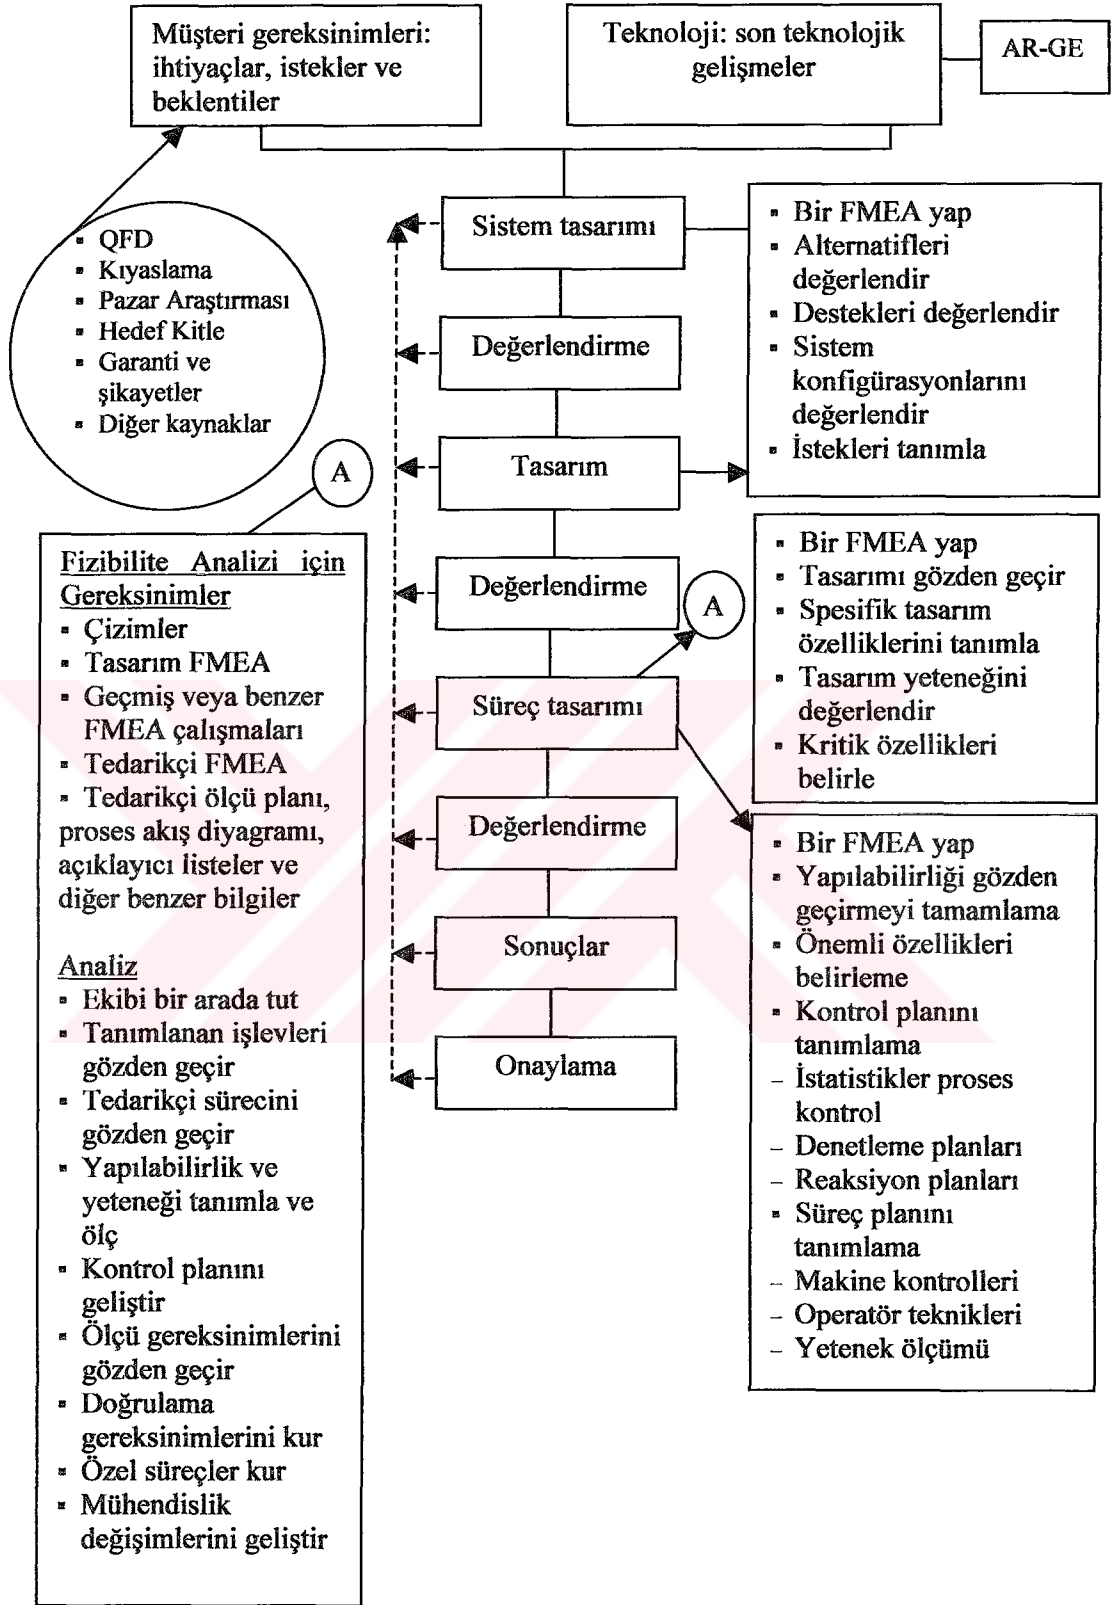 Müşteri gereksinimleri:
ihtiyaçlar, istekler ve
beklentiler
Teknoloji: son teknolojik
gelişmeler
AR-GE
▪ QFD
▪ Kıyaslama
▪ Pazar Araştırması
▪ Hedef Kitle
▪ Garanti ve
şikayetler
▪ Diğer kaynaklar
A
Fizibilite Analizi için
Gereksinimler
▪ Çizimler
▪ Tasarım FMEA
▪ Geçmiş veya benzer
FMEA çalışmaları
▪ Tedarikçi FMEA
▪ Tedarikçi ölçü planı,
proses akış diyagramı,
açıklayıcı listeler ve
diğer benzer bilgiler
Analiz
▪ Ekibi bir arada tut
▪ Tanımlanan işlevleri
gözden geçir
▪ Tedarikçi sürecini
gözden geçir
▪ Yapılabilirlik ve
yeteneği tanımla ve
ölç
▪ Kontrol planını
geliştir
▪ Ölçü gereksinimlerini
gözden geçir
▪ Doğrulama
gereksinimlerini kur
▪ Özel süreçler kur
▪ Mühendislik
değişimlerini geliştir
Sistem tasarımı
Değerlendirme
Tasarım
Değerlendirme
A
Süreç tasarımı
Değerlendirme
Sonuçlar
Onaylama
▪ Bir FMEA yap
▪ Alternatifleri
değerlendir
▪ Destekleri değerlendir
▪ Sistem
konfigürasyonlarını
değerlendir
▪ İstekleri tanımla
▪ Bir FMEA yap
▪ Tasarımı gözden geçir
▪ Spesifik tasarım
özelliklerini tanımla
▪ Tasarım yeteneğini
değerlendir
▪ Kritik özellikleri
belirle
▪ Bir FMEA yap
▪ Yapılabilirliği gözden
geçirmeyi tamamlama
▪ Önemli özellikleri
belirleme
▪ Kontrol planını
tanımlama
– İstatistikler proses
kontrol
– Denetleme planları
– Reaksiyon planları
▪ Süreç planını
tanımlama
– Makine kontrolleri
– Operatör teknikleri
– Yetenek ölçümü